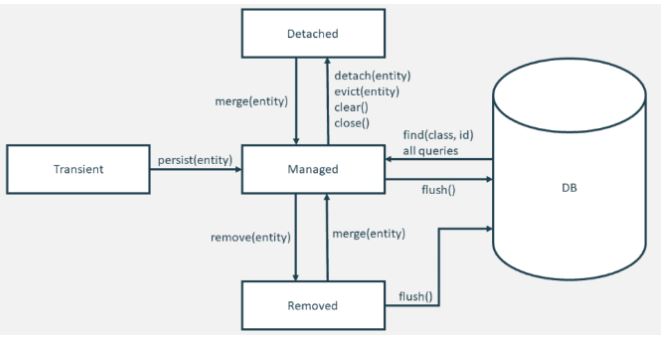 Detached
merge(entity)
detach(entity)
evict(entity)
clear()
close()
find(class, id)
all queries
Transient
persist(entity)
Managed
flush()
DB
remove(entity)
merge(entity)
Removed
flush()